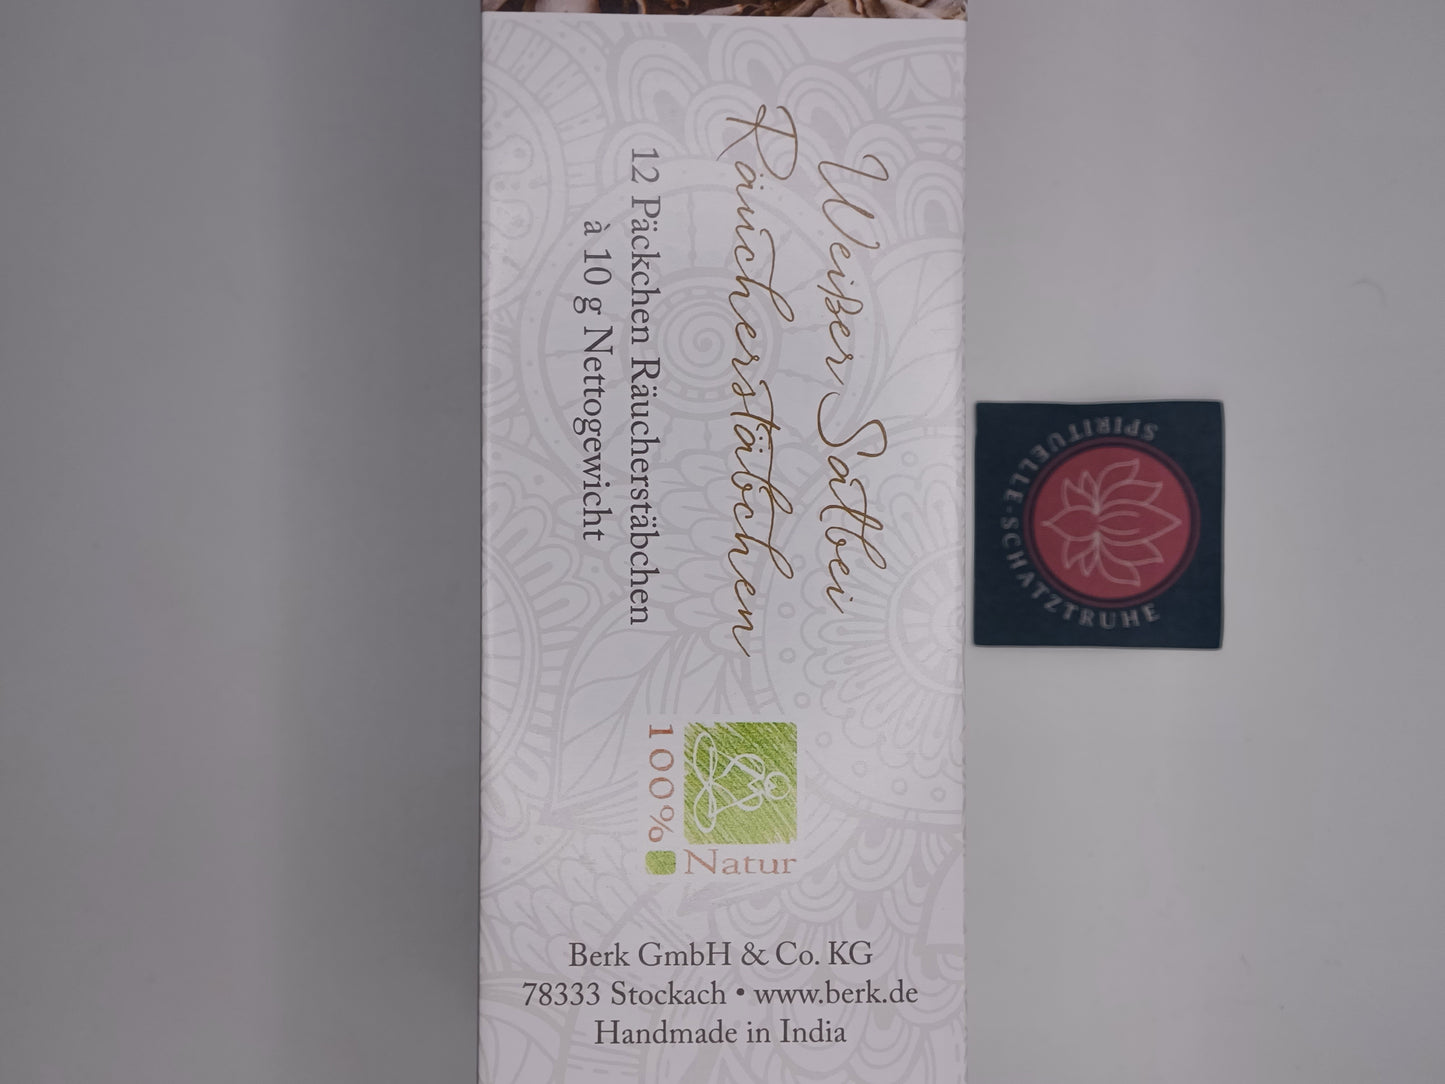 Weißer Salbei
Räucherstäbchen
12 Päckchen Räucherstäbchen
à 10 g Nettogewicht
100%
Natur
Berk GmbH & Co. KG
78333 Stockach • www.berk.de
Handmade in India
SPIRITUELLE-SCHATZTRUHE